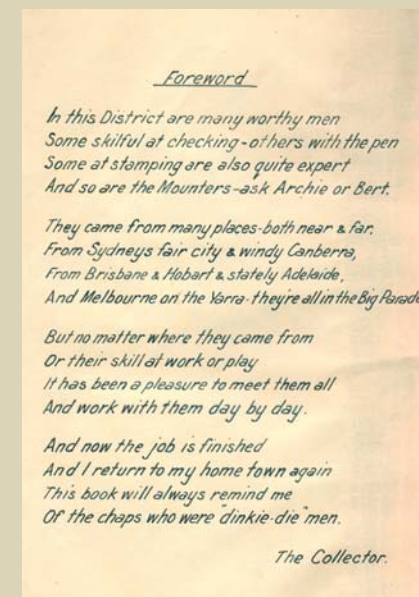 Foreword
In this District are many worthy men
Some skilful at checking - others with the pen
Some at stamping are also quite expert
And so are the Mounters - ask Archie or Bert.
They came from many places - both near & far.
From Sydneys fair city & windy Canberra,
From Brisbane & Hobart & stately Adelaide,
And Melbourne on the Yarra - they're all in the Big Parade
But no matter where they came from
Or their skill at work or play
It has been a pleasure to meet them all
And work with them day by day.
And now the job is finished
And I return to my home town again
This book will always remind me
Of the chaps who were "dinkie-die" men.
The Collector.